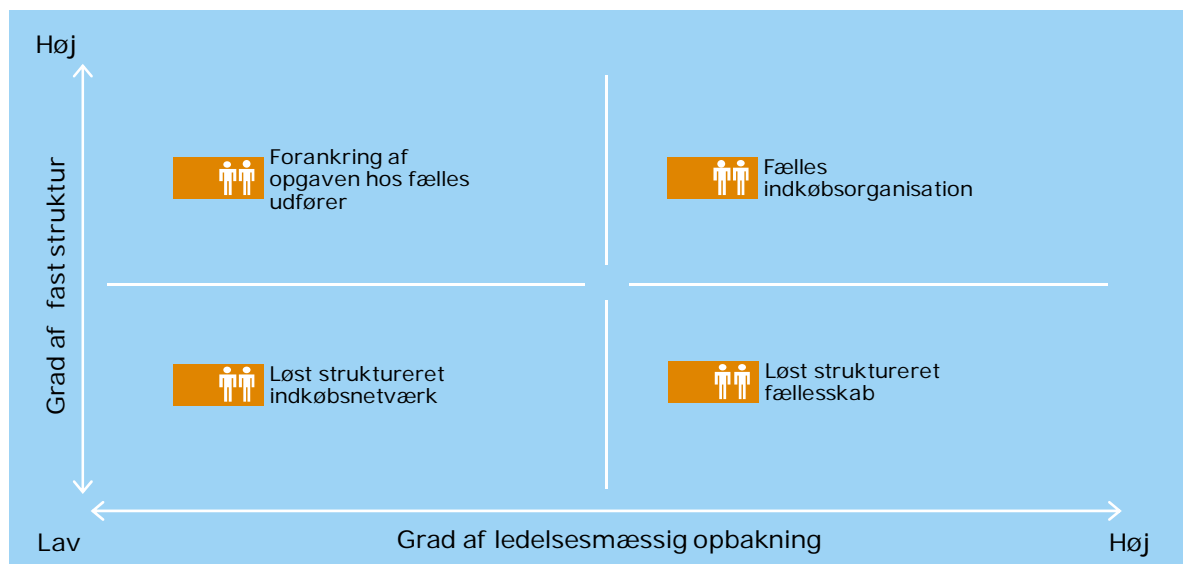 Høj
Grad af fast struktur
Forankring af
opgaven hos fælles
udfører
Fælles
indkøbsorganisation
Løst struktureret
indkøbsnetværk
Løst struktureret
fællesskab
Lav
Grad af ledelsesmæssig opbakning
Høj